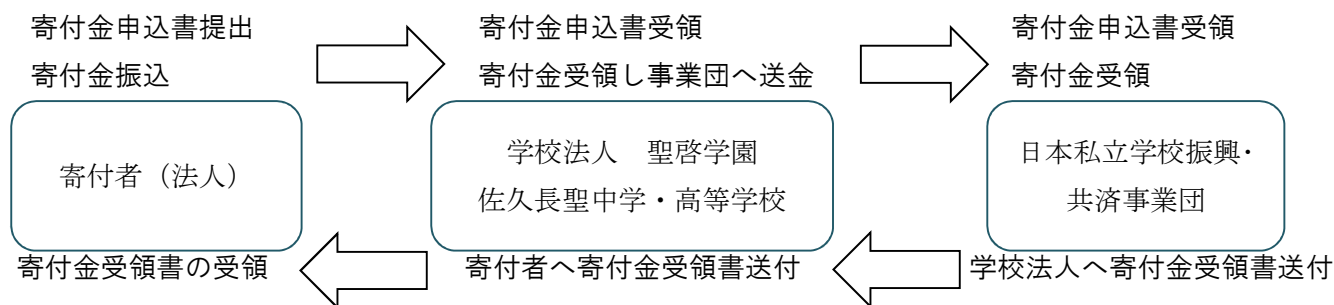 寄付金申込書提出
寄付金振込
寄付者（法人）
寄付金受領書の受領
寄付金申込書受領
寄付金受領し事業団へ送金
学校法人　聖啓学園
佐久長聖中学・高等学校
寄付者へ寄付金受領書送付
寄付金申込書受領
寄付金受領
日本私立学校振興・
共済事業団
学校法人へ寄付金受領書送付